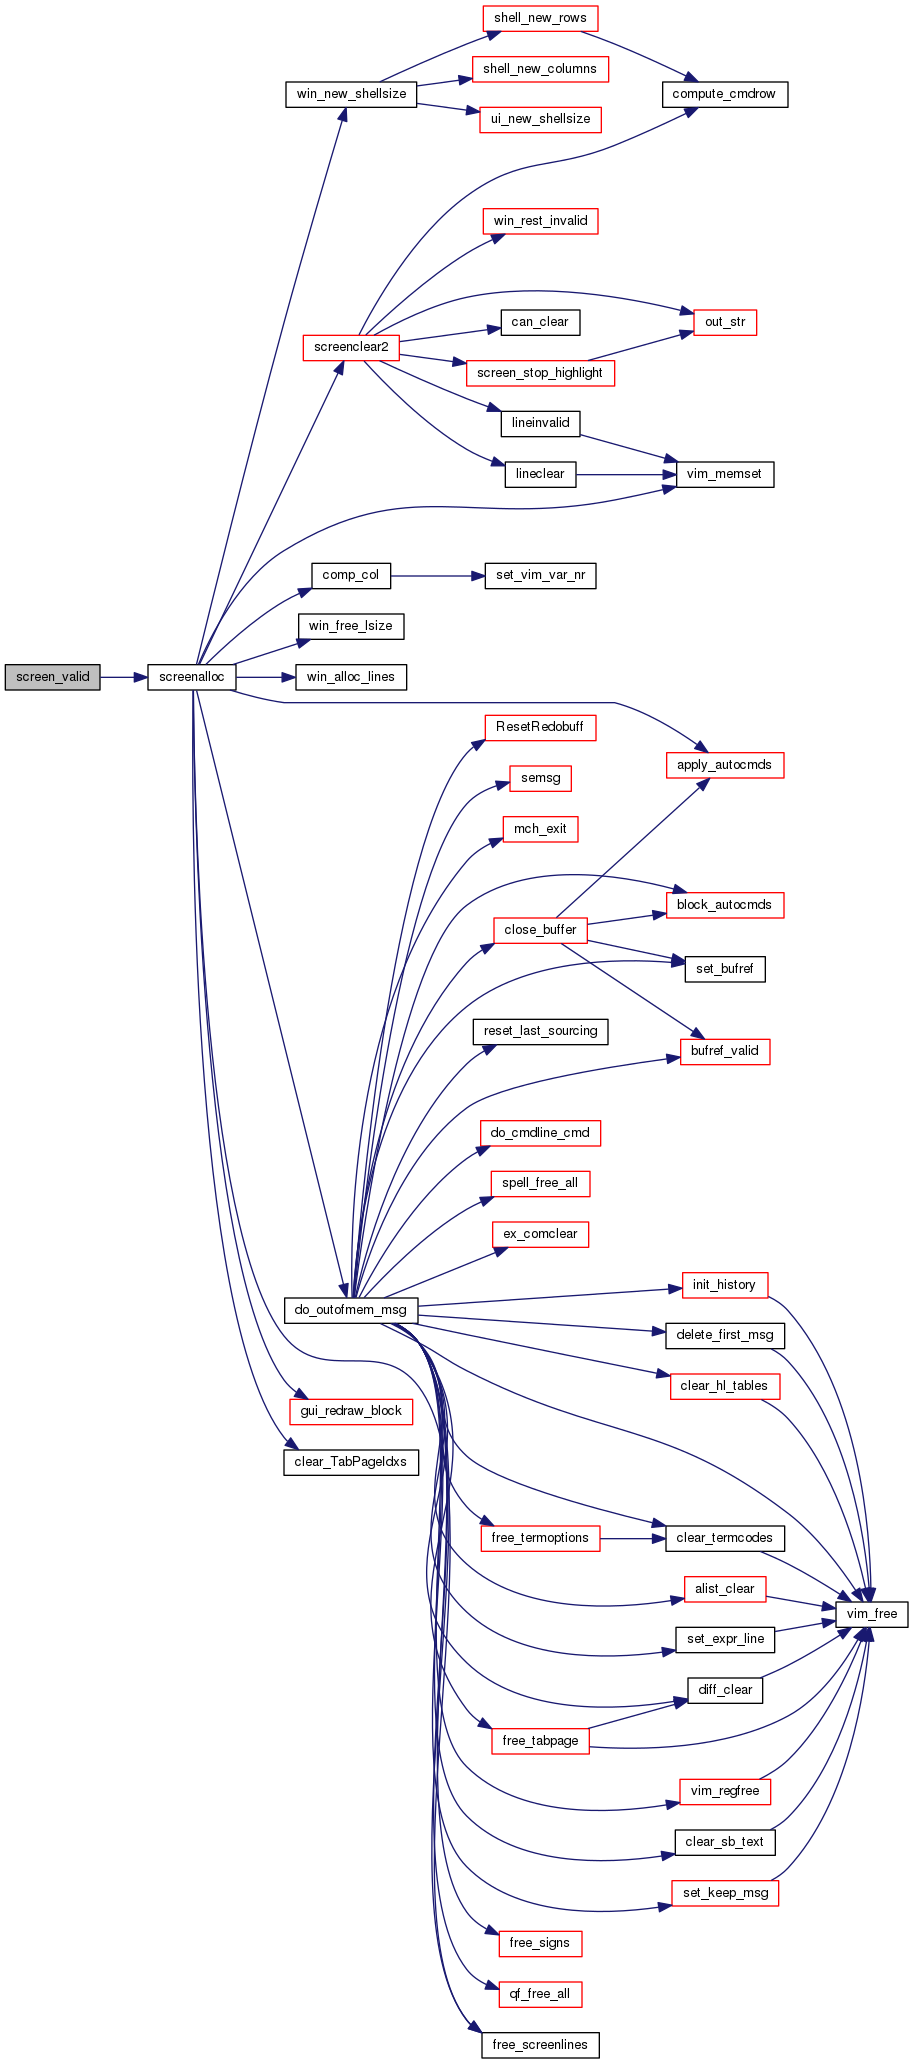 shell_new_rows
shell_new_columns
win_new_shellsize
compute_cmdrow
ui_new_shellsize
win_rest_invalid
can_clear
out_str
screenclear2
screen_stop_highlight
lineinvalid
lineclear
vim_memset
comp_col
set_vim_var_nr
win_free_lsize
screen_valid
screenalloc
win_alloc_lines
ResetRedobuff
apply_autocmds
semsg
mch_exit
block_autocmds
close_buffer
set_bufref
reset_last_sourcing
bufref_valid
do_cmdline_cmd
spell_free_all
ex_comclear
init_history
do_outofmem_msg
delete_first_msg
clear_hl_tables
gui_redraw_block
clear_TabPageIdxs
free_termoptions
clear_termcodes
alist_clear
vim_free
set_expr_line
diff_clear
free_tabpage
vim_regfree
clear_sb_text
set_keep_msg
free_signs
qf_free_all
free_screenlines